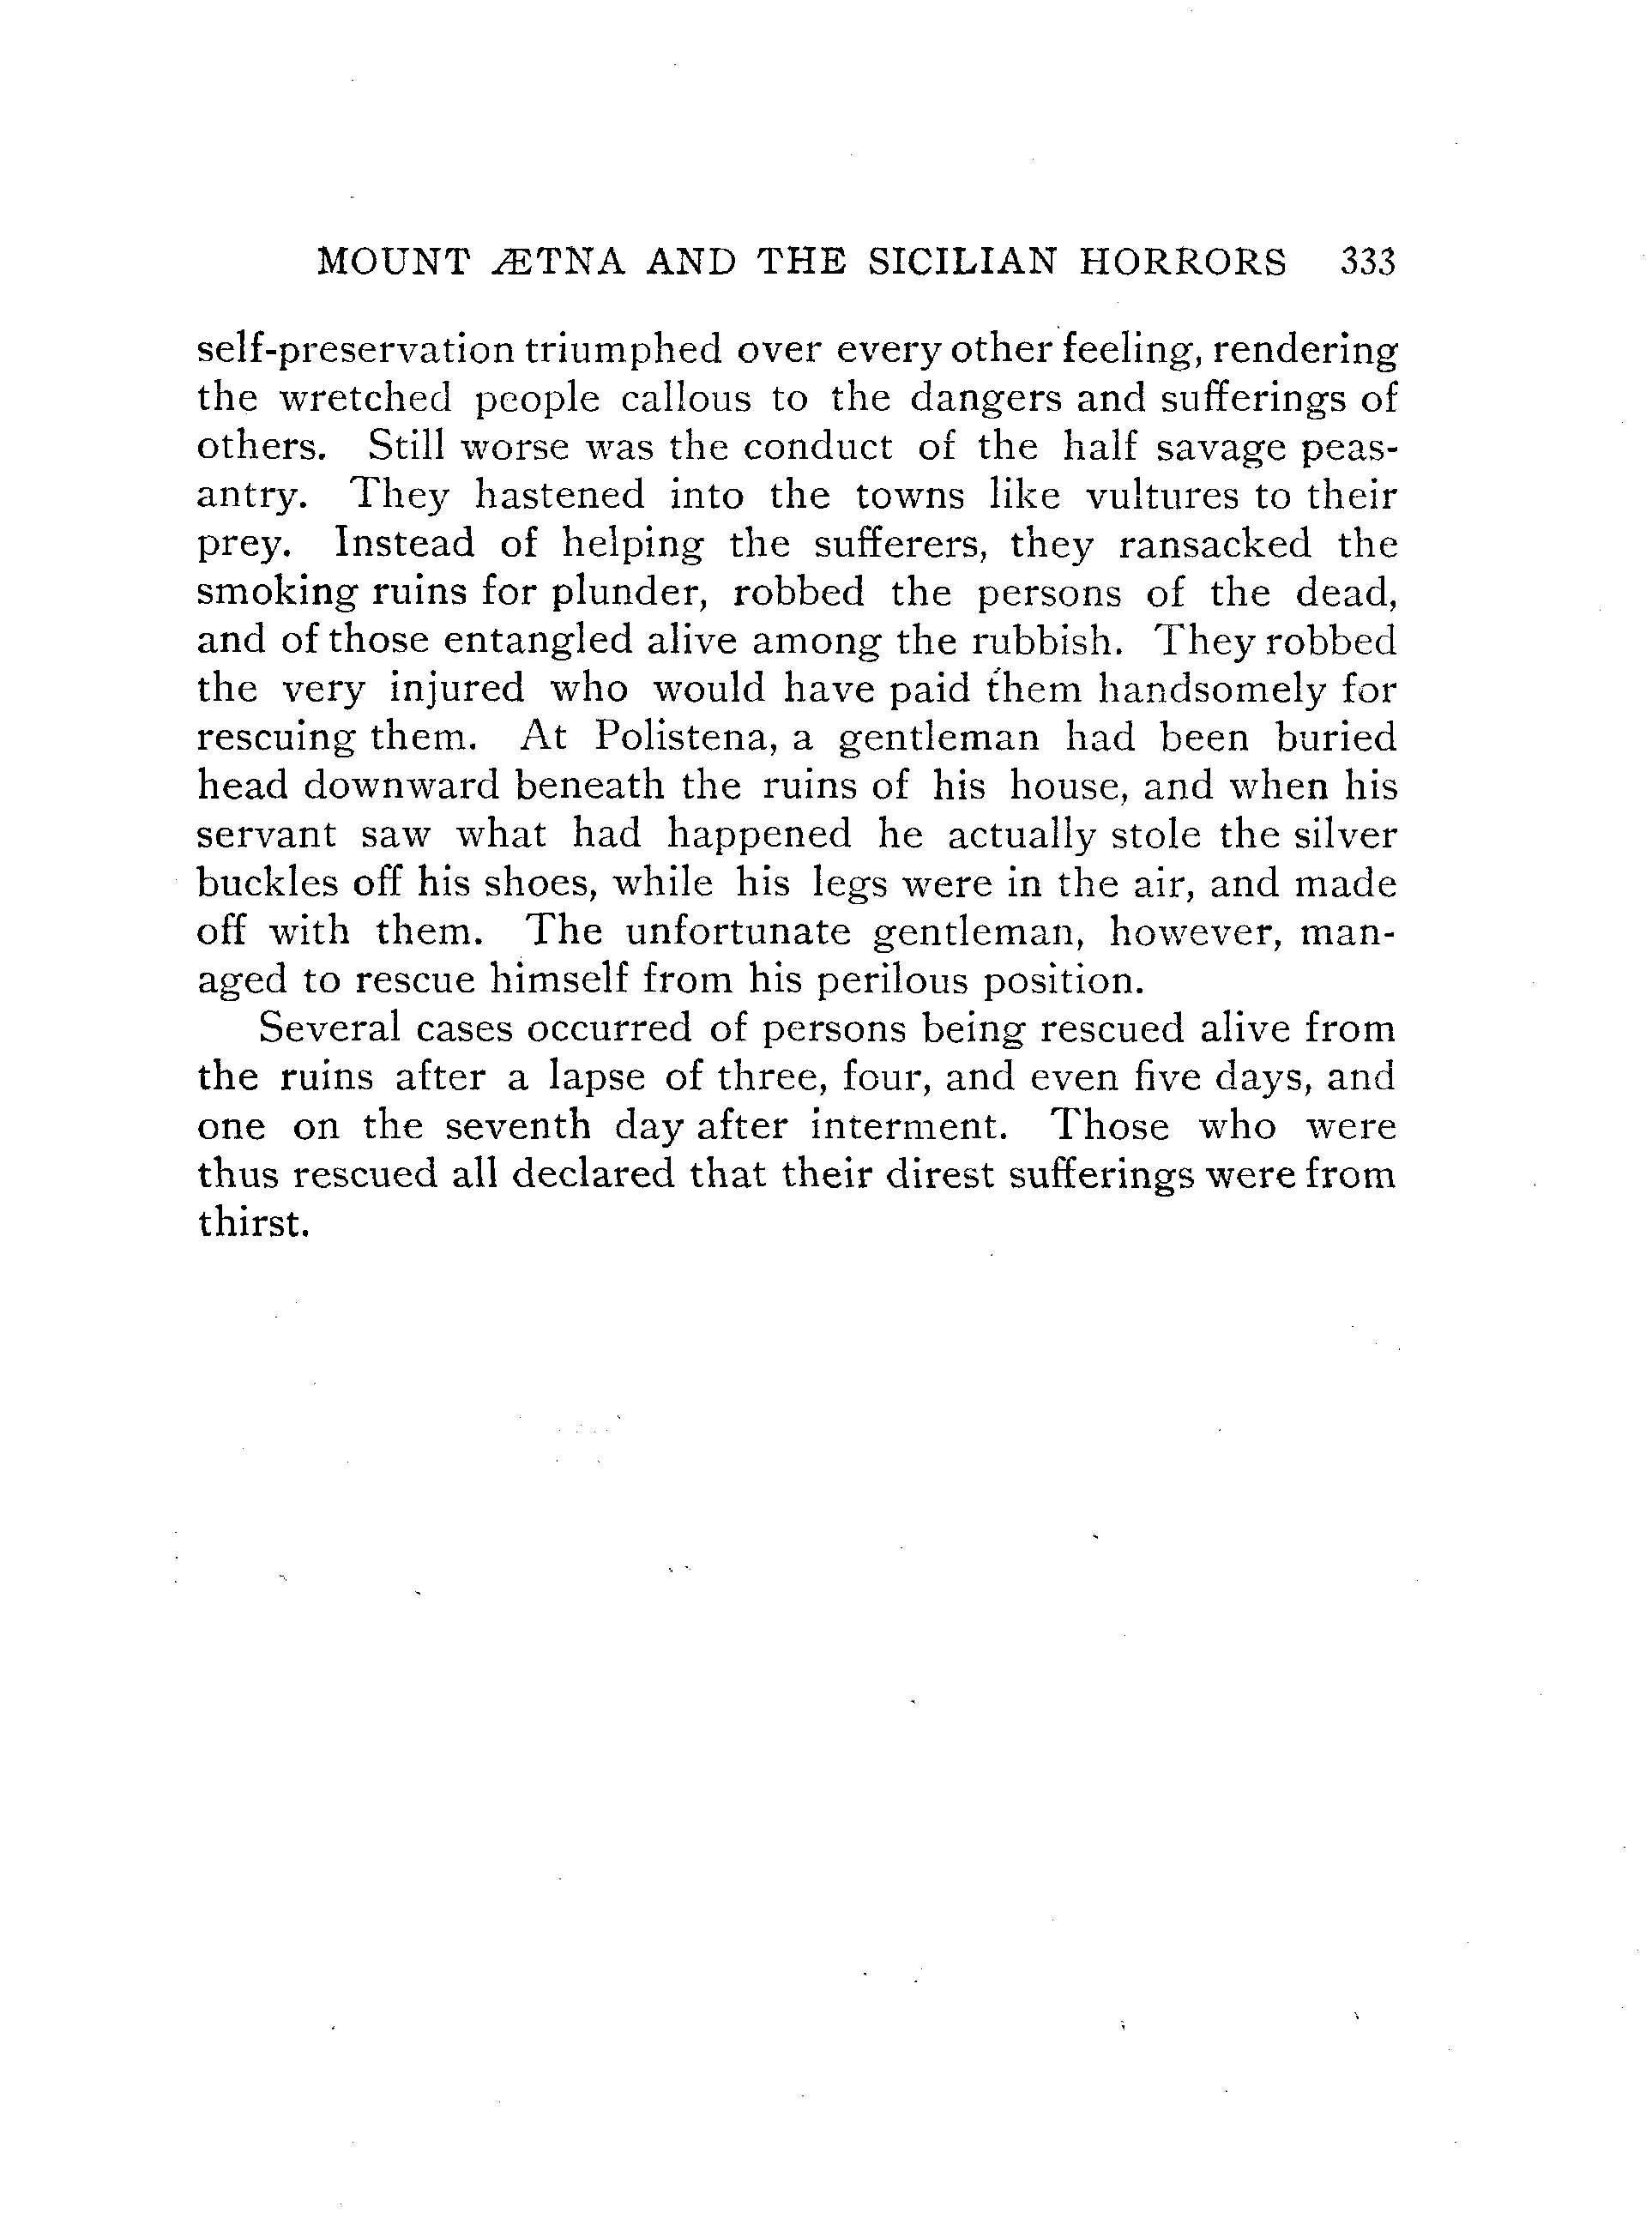 MOUNT ÆTNA AND THE SICILIAN HORRORS 333
self-preservation triumphed over every other feeling, rendering
the wretched people callous to the dangers and sufferings of
others. Still worse was the conduct of the half savage peas-
antry. They hastened into the towns like vultures to their
prey. Instead of helping the sufferers, they ransacked the
smoking ruins for plunder, robbed the persons of the dead,
and of those entangled alive among the rubbish. They robbed
the very injured who would have paid them handsomely for
rescuing them. At Polistena, a gentleman had been buried
head downward beneath the ruins of his house, and when his
servant saw what had happened he actually stole the silver
buckles off his shoes, while his legs were in the air, and made
off with them. The unfortunate gentleman, however, man-
aged to rescue himself from his perilous position.
Several cases occurred of persons being rescued alive from
the ruins after a lapse of three, four, and even five days, and
one on the seventh day after interment. Those who were
thus rescued all declared that their direst sufferings were from
thirst.